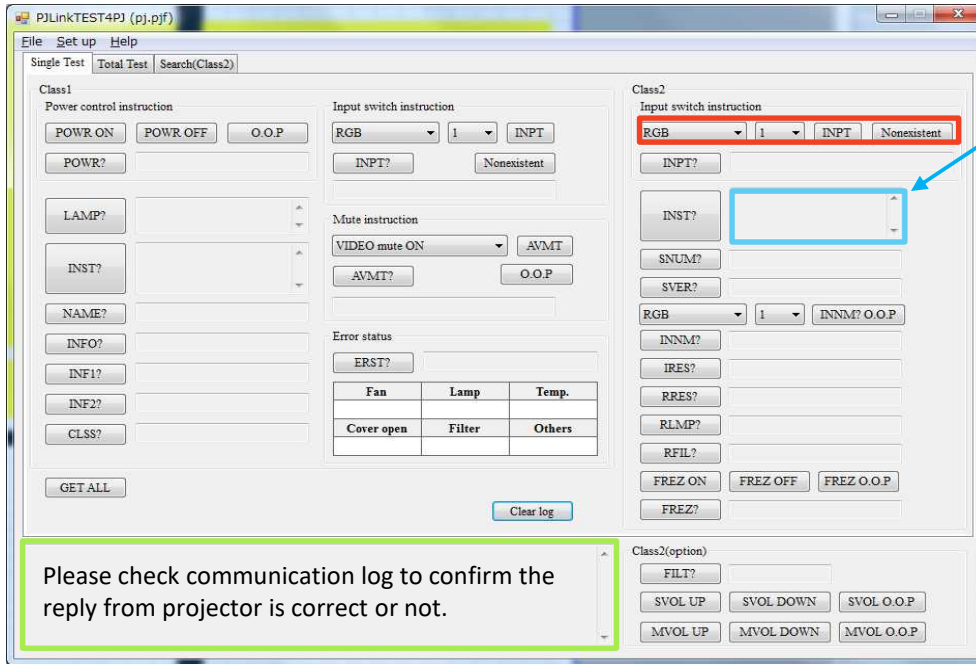 PJLinkTEST4PJ (pj.pjf)
File Set up Help
Single Test Total Test Search(Class2)
Class1
Power control instruction
POWR ON POWR OFF O.O.P
POWR?
LAMP?
INST?
NAME?
INFO?
INF1?
INF2?
CLSS?
GET ALL
Input switch instruction
RGB 1 INPT
INPT? Nonexistent
Mute instruction
VIDEO mute ON AVMT
AVMT? O.O.P
Error status
ERST?
Fan Lamp Temp.
Cover open Filter Others
Clear log
Class2
Input switch instruction
RGB 1 INPT Nonexistent
INPT?
INST?
SNUM?
SVER?
RGB 1 INNM? O.O.P
INNM?
IRES?
RRES?
RLMP?
RFIL?
FREZ ON FREZ OFF FREZ O.O.P
FREZ?
Please check communication log to confirm the
reply from projector is correct or not.
Class2(option)
FILT?
SVOL UP SVOL DOWN SVOL O.O.P
MVOL UP MVOL DOWN MVOL O.O.P